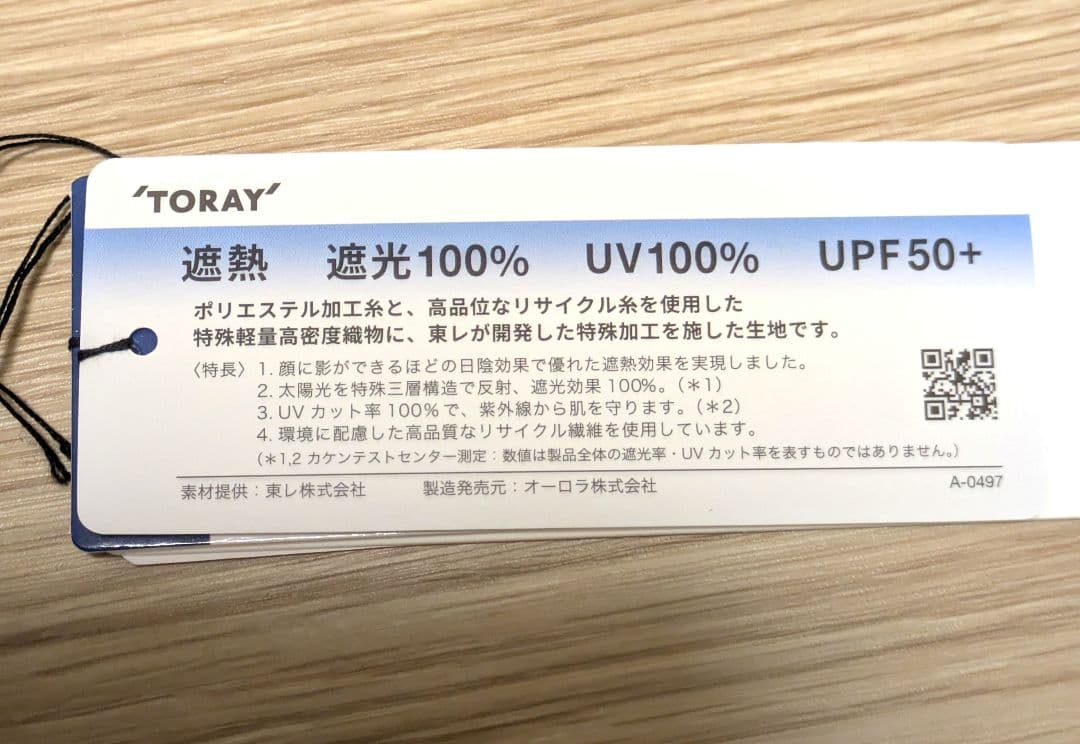 'TORAY'
遮熱 遮光100% UV100% UPF50+
ポリエステル加工糸と、高品位なリサイクル糸を使用した
特殊軽量高密度織物に、東レが開発した特殊加工を施した生地です。
〈特長〉1. 顔に影ができるほどの日陰効果で優れた遮熱効果を実現しました。
2. 太陽光を特殊三層構造で反射、遮光効果100%。(*1)
3. UVカット率100%で、紫外線から肌を守ります。(*2)
4. 環境に配慮した高品質なリサイクル繊維を使用しています。
(*1,2 カケンテストセンター測定:数値は製品全体の遮光率・UVカット率を表すものではありません。)
素材提供:東レ株式会社 製造発売元:オーロラ株式会社 A-0497